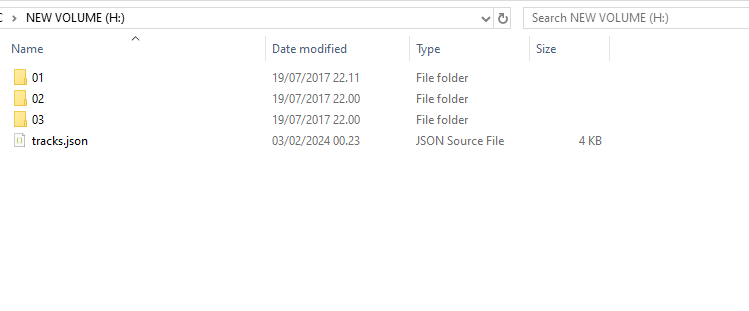 C > NEW VOLUME (H:) Search NEW VOLUME (H:)
Name Date modified Type Size
01 19/07/2017 22.11 File folder
02 19/07/2017 22.00 File folder
03 19/07/2017 22.00 File folder
tracks.json 03/02/2024 00.23 JSON Source File 4 KB